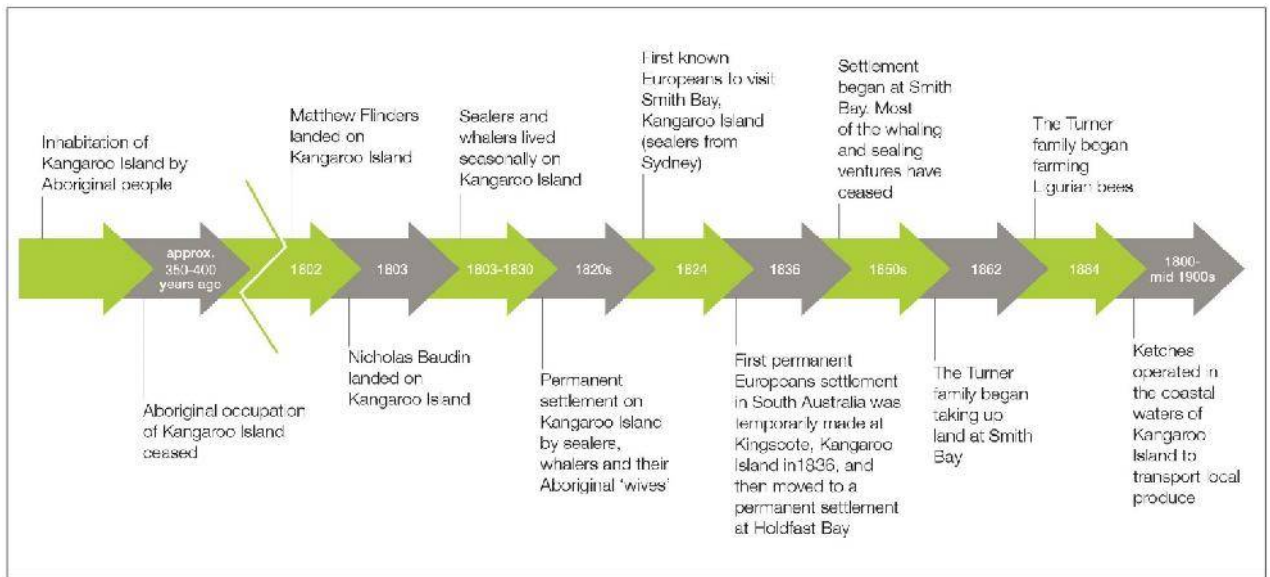 Inhabitation of
Kangaroo Island by
Aboriginal people
approx.
350-400
years ago
Aboriginal occupation
of Kangaroo Island
ceased
Matthew Flinders
landed on
Kangaroo Island
1802
1803
Nicholas Baudin
landed on
Kangaroo Island
Sealers and
whalers lived
seasonally on
Kangaroo Island
1803-1830
1820s
Permanent
settlement on
Kangaroo Island
by sealers,
whalers and their
Aboriginal ‘wives’
First known
Europeans to visit
Smith Bay,
Kangaroo Island
(sealers from
Sydney)
1824
1836
First permanent
Europeans settlement
in South Australia was
temporarily made at
Kingscote, Kangaroo
Island in1836, and
then moved to a
permanent settlement
at Holdfast Bay
Settlement
began at Smith
Bay. Most
of the whaling
and sealing
ventures have
ceased
1850s
1862
The Turner
family began
taking up
land at Smith
Bay
The Turner
family began
farming
Ligurian bees
1884
1800-
mid 1900s
Ketches
operated in
the coastal
waters of
Kangaroo
Island to
transport local
produce